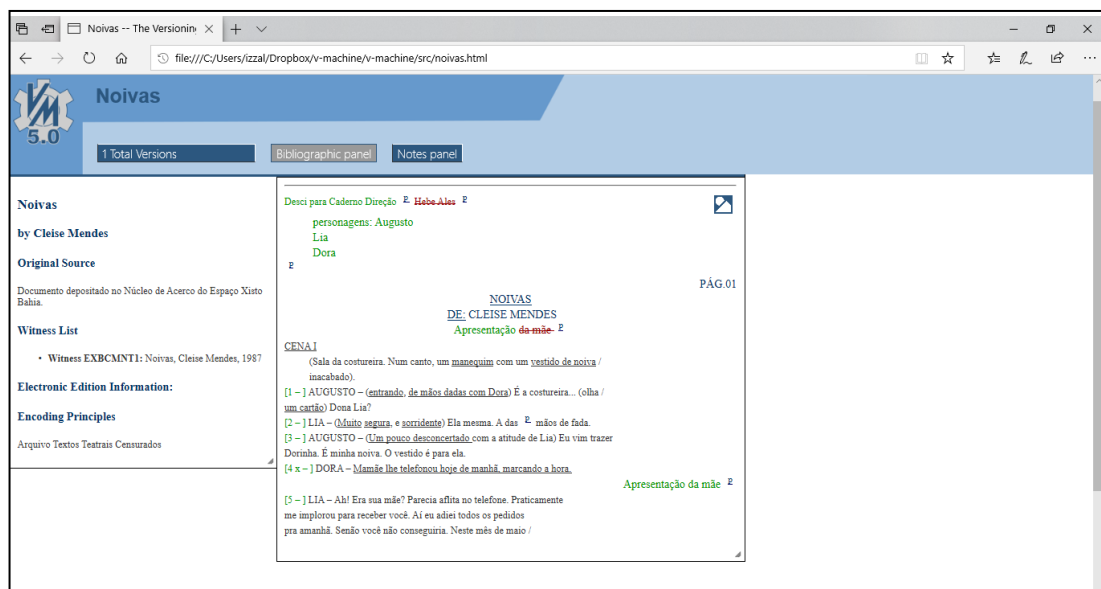 Noivas -- The Versionin
file:///C:/Users/izzal/Dropbox/v-machine/v-machine/src/noivas.html
VM
5.0
Noivas
1 Total Versions
Bibliographic panel
Notes panel
Noivas
by Cleise Mendes
Original Source
Documento depositado no Núcleo de Acerco do Espaço Xisto
Bahia.
Witness List
• Witness EXBCMNT1: Noivas, Cleise Mendes, 1987
Electronic Edition Information:
Encoding Principles
Arquivo Textos Teatrais Censurados
Desci para Caderno Direção P Hebe Ales P
personagens: Augusto
Lia
Dora
P
PÁG.01
NOIVAS
DE: CLEISE MENDES
Apresentação da mãe P
CENA I
(Sala da costureira. Num canto, um manequim com um vestido de noiva /
inacabado).
[1 – ] AUGUSTO – (entrando, de mãos dadas com Dora) É a costureira... (olha /
um cartão) Dona Lia?
[2 – ] LIA – (Muito segura, e sorridente) Ela mesma. A das P mãos de fada.
[3 – ] AUGUSTO – (Um pouco desconcertado com a atitude de Lia) Eu vim trazer
Dorinha. É minha noiva. O vestido é para ela.
[4 x – ] DORA – Mamãe lhe telefonou hoje de manhã, marcando a hora.
Apresentação da mãe P
[5 – ] LIA – Ah! Era sua mãe? Parecia aflita no telefone. Praticamente
me implorou para receber você. Aí eu adiei todos os pedidos
pra amanhã. Senão você não conseguiria. Neste mês de maio /